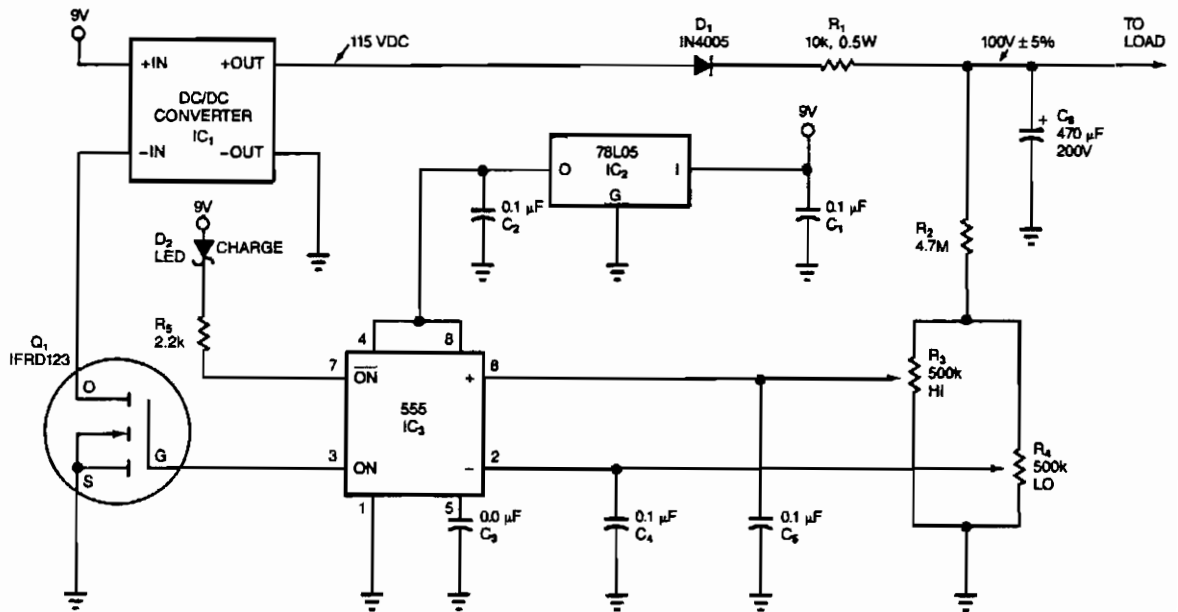 9V
+IN
+OUT
DC/DC
CONVERTER
IC1
−IN
−OUT
115 VDC
D1
IN4005
R1
10k, 0.5W
100V ± 5%
TO
LOAD
+
C6
470 µF
200V
9V
78L05
IC2
O
I
G
0.1 µF
C2
0.1 µF
C1
9V
D2
LED
CHARGE
R5
2.2k
R2
4.7M
Q1
IFRD123
O
G
S
4
8
7
ON
+
6
555
IC3
3
ON
−
2
1
5
0.0 µF
C3
0.1 µF
C4
0.1 µF
C5
R3
500k
HI
R4
500k
LO